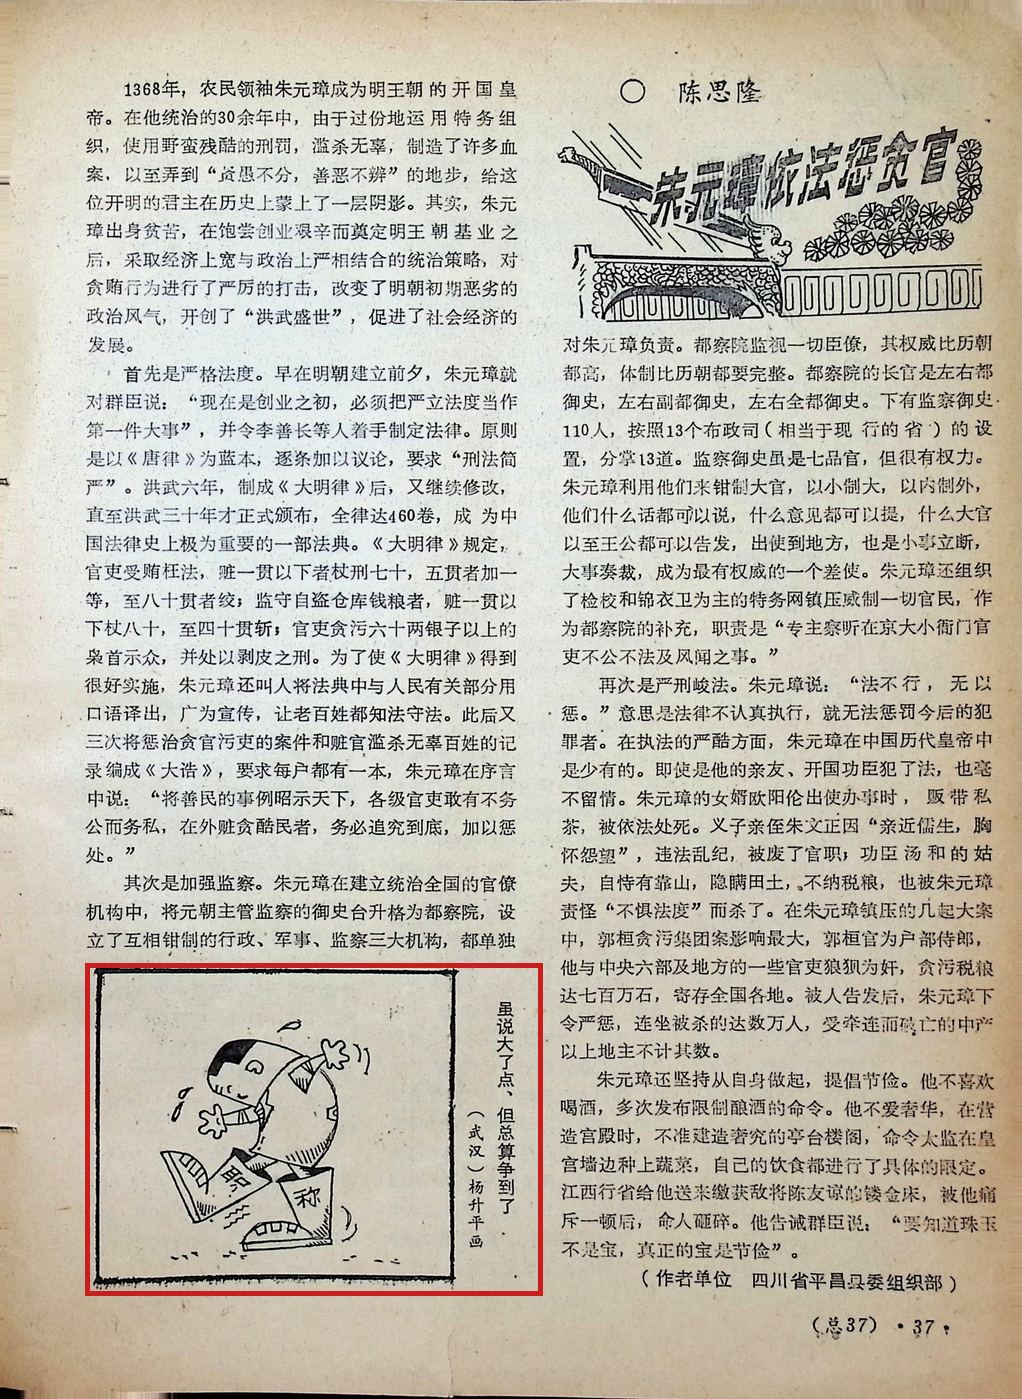 1368年，农民领袖朱元璋成为明王朝的开国皇
帝。在他统治的30余年中，由于过份地运用特务组
织，使用野蛮残酷的刑罚，滥杀无辜，制造了许多血
案，以至弄到“贤愚不分，善恶不辨”的地步，给这
位开明的君主在历史上蒙上了一层阴影。其实，朱元
璋出身贫苦，在饱尝创业艰辛而奠定明王朝基业之
后，采取经济上宽与政治上严相结合的统治策略，对
贪贿行为进行了严厉的打击，改变了明朝初期恶劣的
政治风气，开创了“洪武盛世”，促进了社会经济的
发展。
首先是严格法度。早在明朝建立前夕，朱元璋就
对群臣说：“现在是创业之初，必须把严立法度当作
第一件大事”，并令李善长等人着手制定法律。原则
是以《唐律》为蓝本，逐条加以议论，要求“刑法简
严”。洪武六年，制成《大明律》后，又继续修改，
直至洪武三十年才正式颁布，全律达460卷，成为中
国法律史上极为重要的一部法典。《大明律》规定，
官吏受贿枉法，赃一贯以下者杖刑七十，五贯者加一
等，至八十贯者绞；监守自盗仓库钱粮者，赃一贯以
下杖八十，至四十贯斩；官吏贪污六十两银子以上的
枭首示众，并处以剥皮之刑。为了使《大明律》得到
很好实施，朱元璋还叫人将法典中与人民有关部分用
口语译出，广为宣传，让老百姓都知法守法。此后又
三次将惩治贪官污吏的案件和赃官滥杀无辜百姓的记
录编成《大诰》，要求每户都有一本，朱元璋在序言
中说：“将善民的事例昭示天下，各级官吏敢有不务
公而务私，在外赃贪酷民者，务必追究到底，加以惩
处。”
其次是加强监察。朱元璋在建立统治全国的官僚
机构中，将元朝主管监察的御史台升格为都察院，设
立了互相钳制的行政、军事、监察三大机构，都单独
聘
称
虽说大了点、但总算争到了
（武汉）杨升平画
○ 陈思隆
朱元璋依法惩贪官
对朱元璋负责。都察院监视一切臣僚，其权威比历朝
都高，体制比历朝都要完整。都察院的长官是左右都
御史，左右副都御史，左右全都御史。下有监察御史
110人，按照13个布政司（相当于现行的省）的设
置，分掌13道。监察御史虽是七品官，但很有权力。
朱元璋利用他们来钳制大官，以小制大，以内制外，
他们什么话都可以说，什么意见都可以提，什么大官
以至王公都可以告发，出使到地方，也是小事立断，
大事奏裁，成为最有权威的一个差使。朱元璋还组织
了检校和锦衣卫为主的特务网镇压威制一切官民，作
为都察院的补充，职责是“专主察听在京大小衙门官
吏不公不法及风闻之事。”
再次是严刑峻法。朱元璋说：“法不行，无以
惩。”意思是法律不认真执行，就无法惩罚今后的犯
罪者。在执法的严酷方面，朱元璋在中国历代皇帝中
是少有的。即使是他的亲友、开国功臣犯了法，也毫
不留情。朱元璋的女婿欧阳伦出使办事时，贩带私
茶，被依法处死。义子亲侄朱文正因“亲近儒生，胸
怀怨望”，违法乱纪，被废了官职；功臣汤和的姑
夫，自恃有靠山，隐瞒田土，不纳税粮，也被朱元璋
责怪“不惧法度”而杀了。在朱元璋镇压的几起大案
中，郭桓贪污集团案影响最大，郭桓官为户部侍郎，
他与中央六部及地方的一些官吏狼狈为奸，贪污税粮
达七百万石，寄存全国各地。被人告发后，朱元璋下
令严惩，连坐被杀的达数万人，受牵连而破亡的中产
以上地主不计其数。
朱元璋还坚持从自身做起，提倡节俭。他不喜欢
喝酒，多次发布限制酿酒的命令。他不爱奢华，在营
造宫殿时，不准建造奢究的亭台楼阁，命令太监在皇
宫墙边种上蔬菜，自己的饮食都进行了具体的限定。
江西行省给他送来缴获敌将陈友谅的镂金床，被他痛
斥一顿后，命人砸碎。他告诫群臣说：“要知道珠玉
不是宝，真正的宝是节俭”。
（作者单位 四川省平昌县委组织部）
（总37）·37·